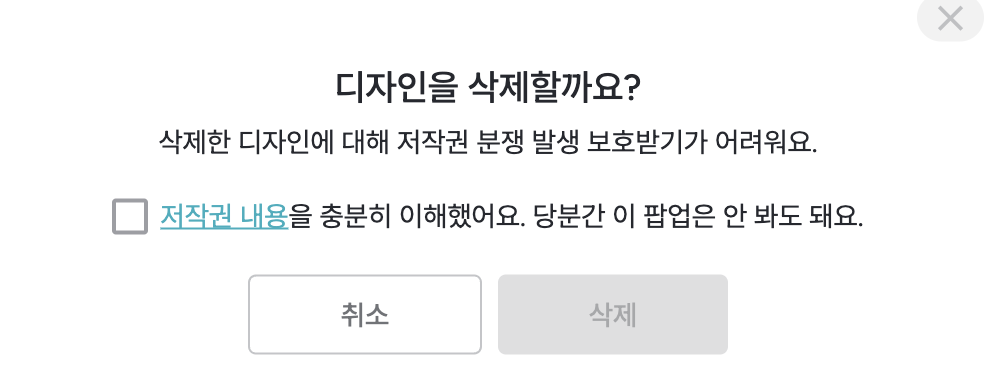 디자인을 삭제할까요?
삭제한 디자인에 대해 저작권 분쟁 발생 보호받기가 어려워요.
저작권 내용을 충분히 이해했어요. 당분간 이 팝업은 안 봐도 돼요.
취소
삭제